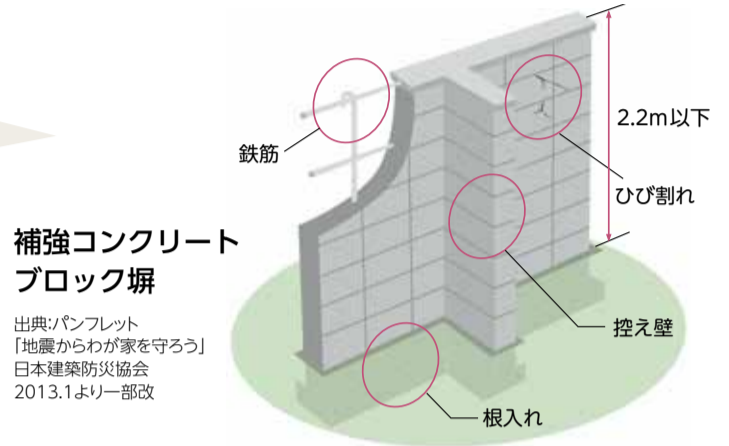 鉄筋
2.2m以下
ひび割れ
補強コンクリート
ブロック塀
出典:パンフレット
「地震からわが家を守ろう」
日本建築防災協会
2013.1より一部改
控え壁
根入れ